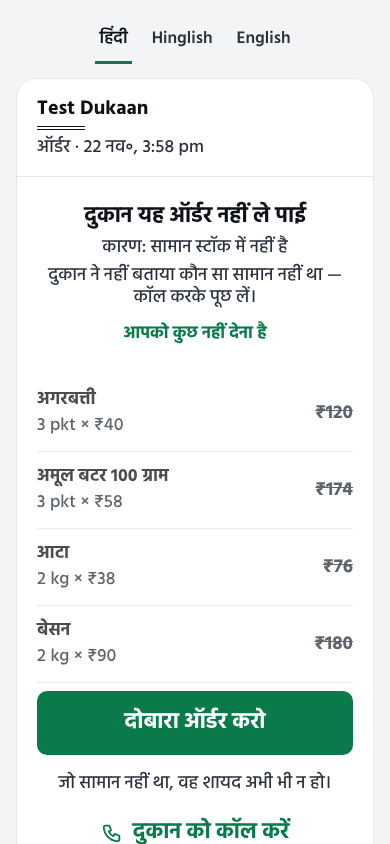 हिंदी Hinglish English
Test Dukaan
ऑर्डर · 22 नव॰, 3:58 pm
दुकान यह ऑर्डर नहीं ले पाई
कारण: सामान स्टॉक में नहीं है
दुकान ने नहीं बताया कौन सा सामान नहीं था —
कॉल करके पूछ लें।
आपको कुछ नहीं देना है
अगरबत्ती
3 pkt × ₹40
₹120
अमूल बटर 100 ग्राम
3 pkt × ₹58
₹174
आटा
2 kg × ₹38
₹76
बेसन
2 kg × ₹90
₹180
दोबारा ऑर्डर करो
जो सामान नहीं था, वह शायद अभी भी न हो।
दुकान को कॉल करें